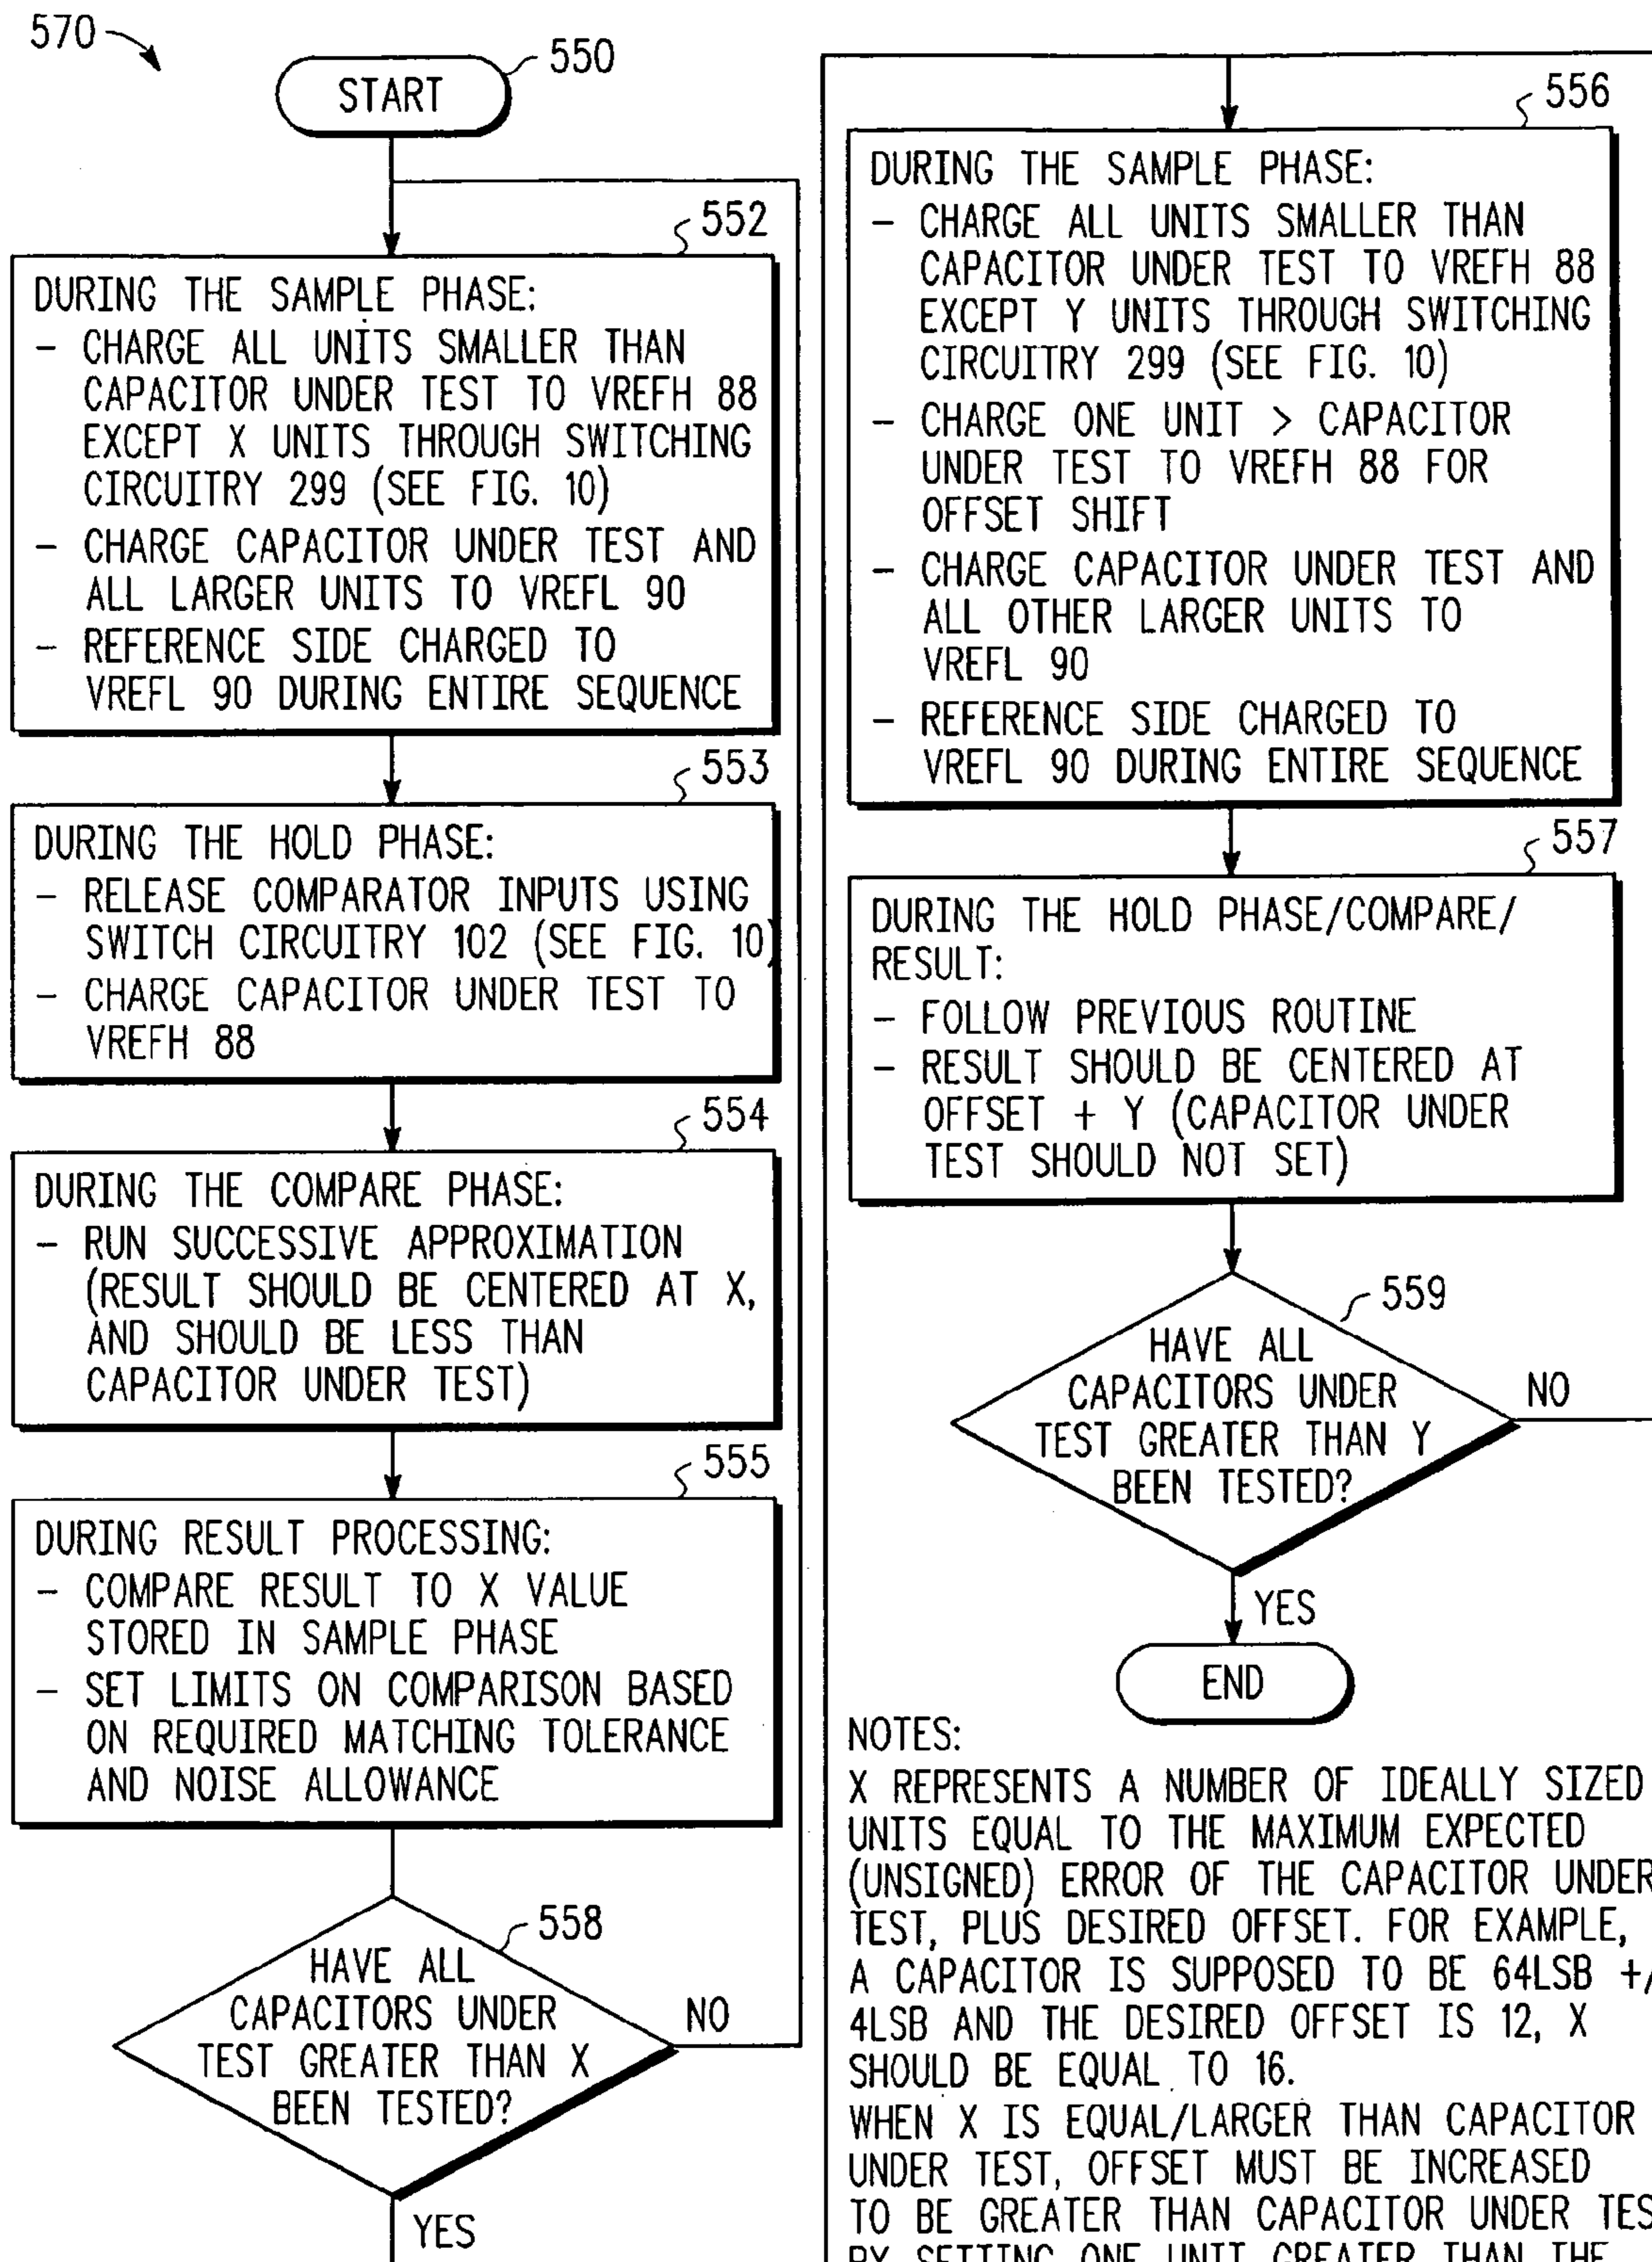 570
START
550
552
DURING THE SAMPLE PHASE:
– CHARGE ALL UNITS SMALLER THAN
CAPACITOR UNDER TEST TO VREFH 88
EXCEPT X UNITS THROUGH SWITCHING
CIRCUITRY 299 (SEE FIG. 10)
– CHARGE CAPACITOR UNDER TEST AND
ALL LARGER UNITS TO VREFL 90
– REFERENCE SIDE CHARGED TO
VREFL 90 DURING ENTIRE SEQUENCE
553
DURING THE HOLD PHASE:
– RELEASE COMPARATOR INPUTS USING
SWITCH CIRCUITRY 102 (SEE FIG. 10)
– CHARGE CAPACITOR UNDER TEST TO
VREFH 88
554
DURING THE COMPARE PHASE:
– RUN SUCCESSIVE APPROXIMATION
(RESULT SHOULD BE CENTERED AT X,
AND SHOULD BE LESS THAN
CAPACITOR UNDER TEST)
555
DURING RESULT PROCESSING:
– COMPARE RESULT TO X VALUE
STORED IN SAMPLE PHASE
– SET LIMITS ON COMPARISON BASED
ON REQUIRED MATCHING TOLERANCE
AND NOISE ALLOWANCE
558
HAVE ALL
CAPACITORS UNDER
TEST GREATER THAN X
BEEN TESTED?
NO
YES
556
DURING THE SAMPLE PHASE:
– CHARGE ALL UNITS SMALLER THAN
CAPACITOR UNDER TEST TO VREFH 88
EXCEPT Y UNITS THROUGH SWITCHING
CIRCUITRY 299 (SEE FIG. 10)
– CHARGE ONE UNIT > CAPACITOR
UNDER TEST TO VREFH 88 FOR
OFFSET SHIFT
– CHARGE CAPACITOR UNDER TEST AND
ALL OTHER LARGER UNITS TO
VREFL 90
– REFERENCE SIDE CHARGED TO
VREFL 90 DURING ENTIRE SEQUENCE
557
DURING THE HOLD PHASE/COMPARE/
RESULT:
– FOLLOW PREVIOUS ROUTINE
– RESULT SHOULD BE CENTERED AT
OFFSET + Y (CAPACITOR UNDER
TEST SHOULD NOT SET)
559
HAVE ALL
CAPACITORS UNDER
TEST GREATER THAN Y
BEEN TESTED?
NO
YES
END
NOTES:
X REPRESENTS A NUMBER OF IDEALLY SIZED
UNITS EQUAL TO THE MAXIMUM EXPECTED
(UNSIGNED) ERROR OF THE CAPACITOR UNDER
TEST, PLUS DESIRED OFFSET. FOR EXAMPLE,
A CAPACITOR IS SUPPOSED TO BE 64LSB +/
4LSB AND THE DESIRED OFFSET IS 12, X
SHOULD BE EQUAL TO 16.
WHEN X IS EQUAL/LARGER THAN CAPACITOR
UNDER TEST, OFFSET MUST BE INCREASED
TO BE GREATER THAN CAPACITOR UNDER TES
BY SETTING ONE UNIT GREATER THAN THE